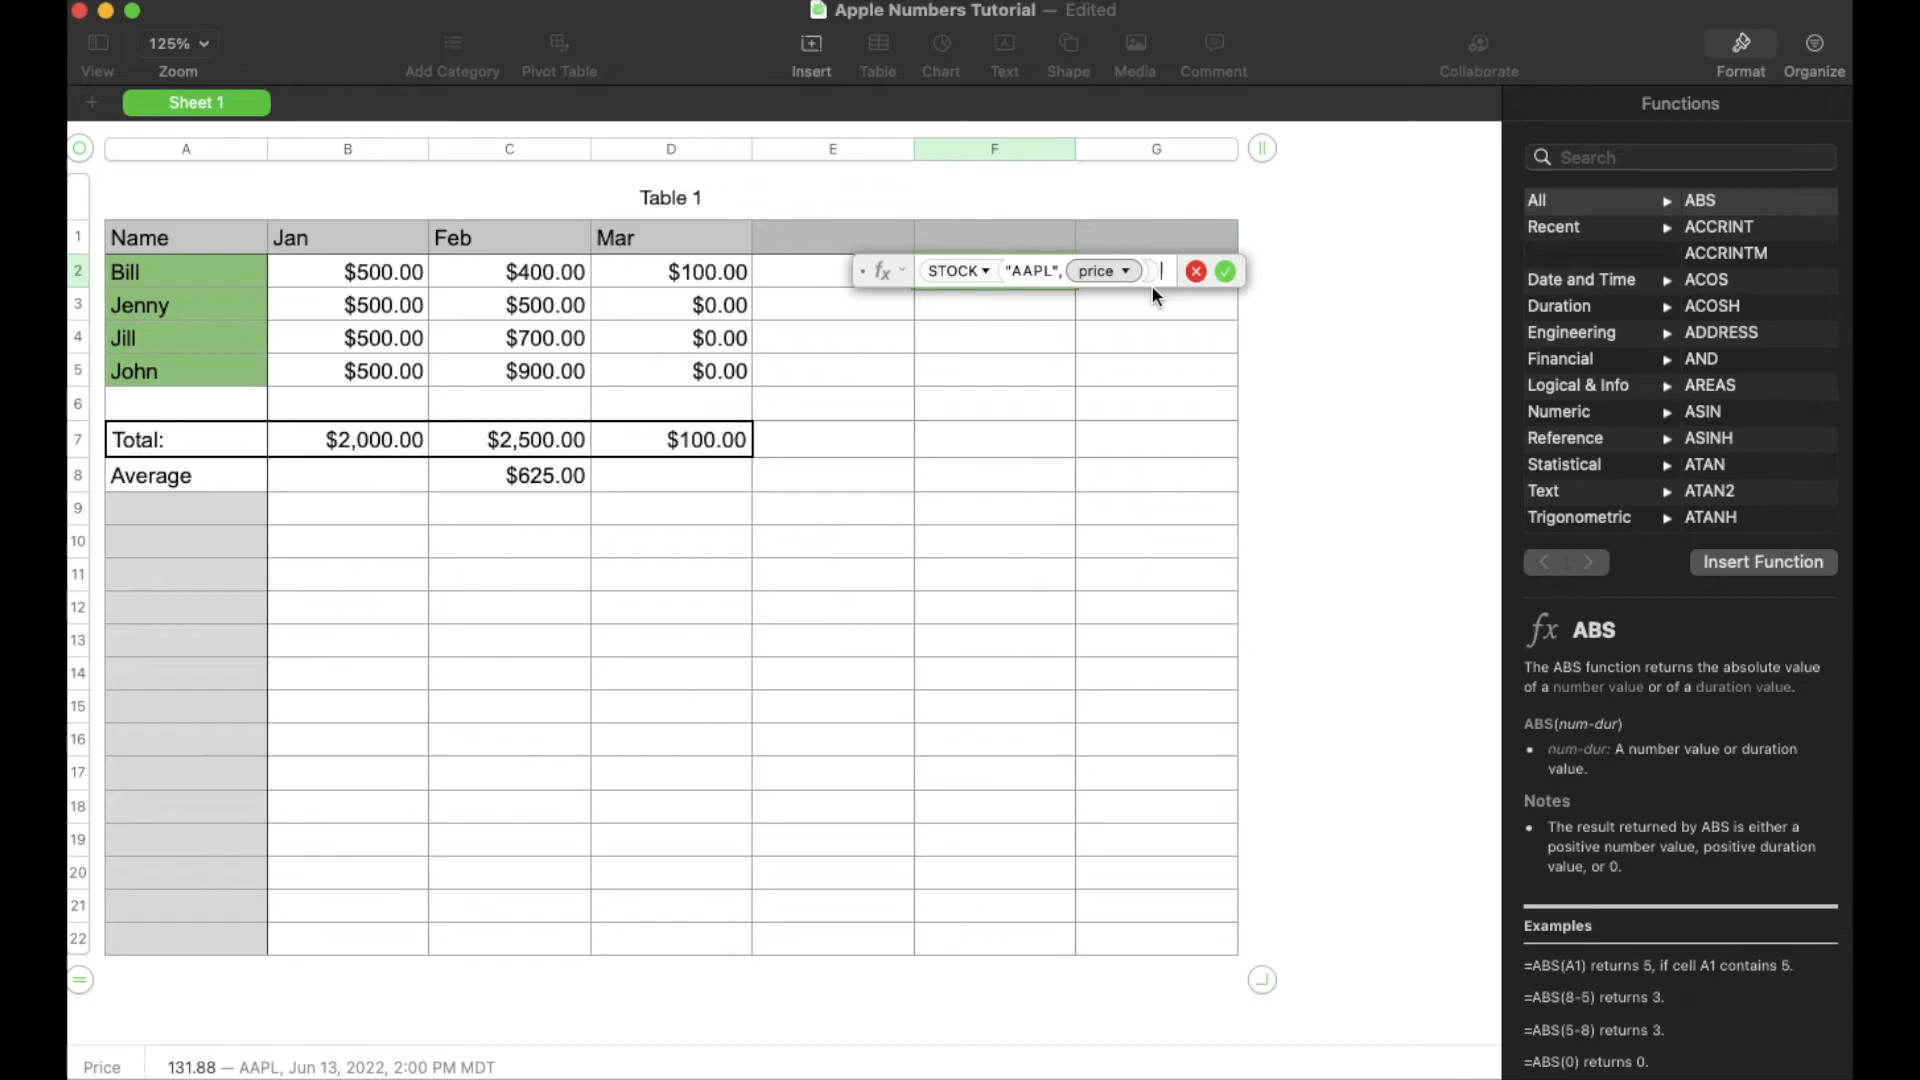 Apple Numbers Tutorial — Edited
125%
View
Zoom
Add Category
Pivot Table
Insert
Table
Chart
Text
Shape
Media
Comment
Collaborate
Format
Organize
Sheet 1
Functions
A B C D E F G
Search
Table 1
1 Name Jan Feb Mar
2 Bill $500.00 $400.00 $100.00
fx STOCK "AAPL", price
3 Jenny $500.00 $500.00 $0.00
4 Jill $500.00 $700.00 $0.00
5 John $500.00 $900.00 $0.00
6
7 Total: $2,000.00 $2,500.00 $100.00
8 Average $625.00
9
10
11
12
13
14
15
16
17
18
19
20
21
22
All
Recent
Date and Time
Duration
Engineering
Financial
Logical & Info
Numeric
Reference
Statistical
Text
Trigonometric
ABS
ACCRINT
ACCRINTM
ACOS
ACOSH
ADDRESS
AND
AREAS
ASIN
ASINH
ATAN
ATAN2
ATANH
Insert Function
fx ABS
The ABS function returns the absolute value
of a number value or of a duration value.
ABS(num-dur)
• num-dur: A number value or duration
value.
Notes
• The result returned by ABS is either a
positive number value, positive duration
value, or 0.
Examples
=ABS(A1) returns 5, if cell A1 contains 5.
=ABS(8-5) returns 3.
=ABS(5-8) returns 3.
=ABS(0) returns 0.
Price 131.88 — AAPL, Jun 13, 2022, 2:00 PM MDT